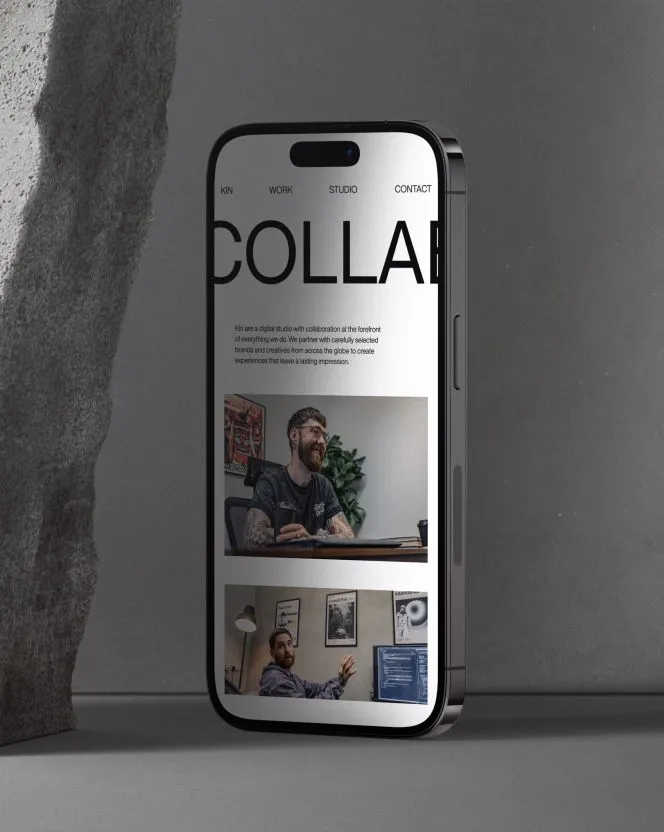 KIN WORK STUDIO CONTACT
COLLAB
Kin are a digital studio with collaboration at the forefront
of everything we do. We partner with carefully selected
brands and creatives from across the globe to create
experiences that leave a lasting impression.